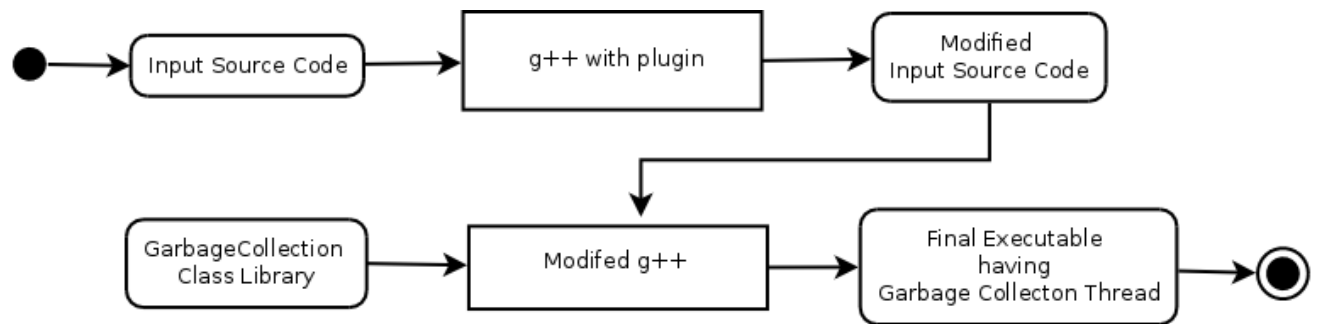 Input Source Code
g++ with plugin
Modified
Input Source Code
GarbageCollection
Class Library
Modifed g++
Final Executable
having
Garbage Collecton Thread